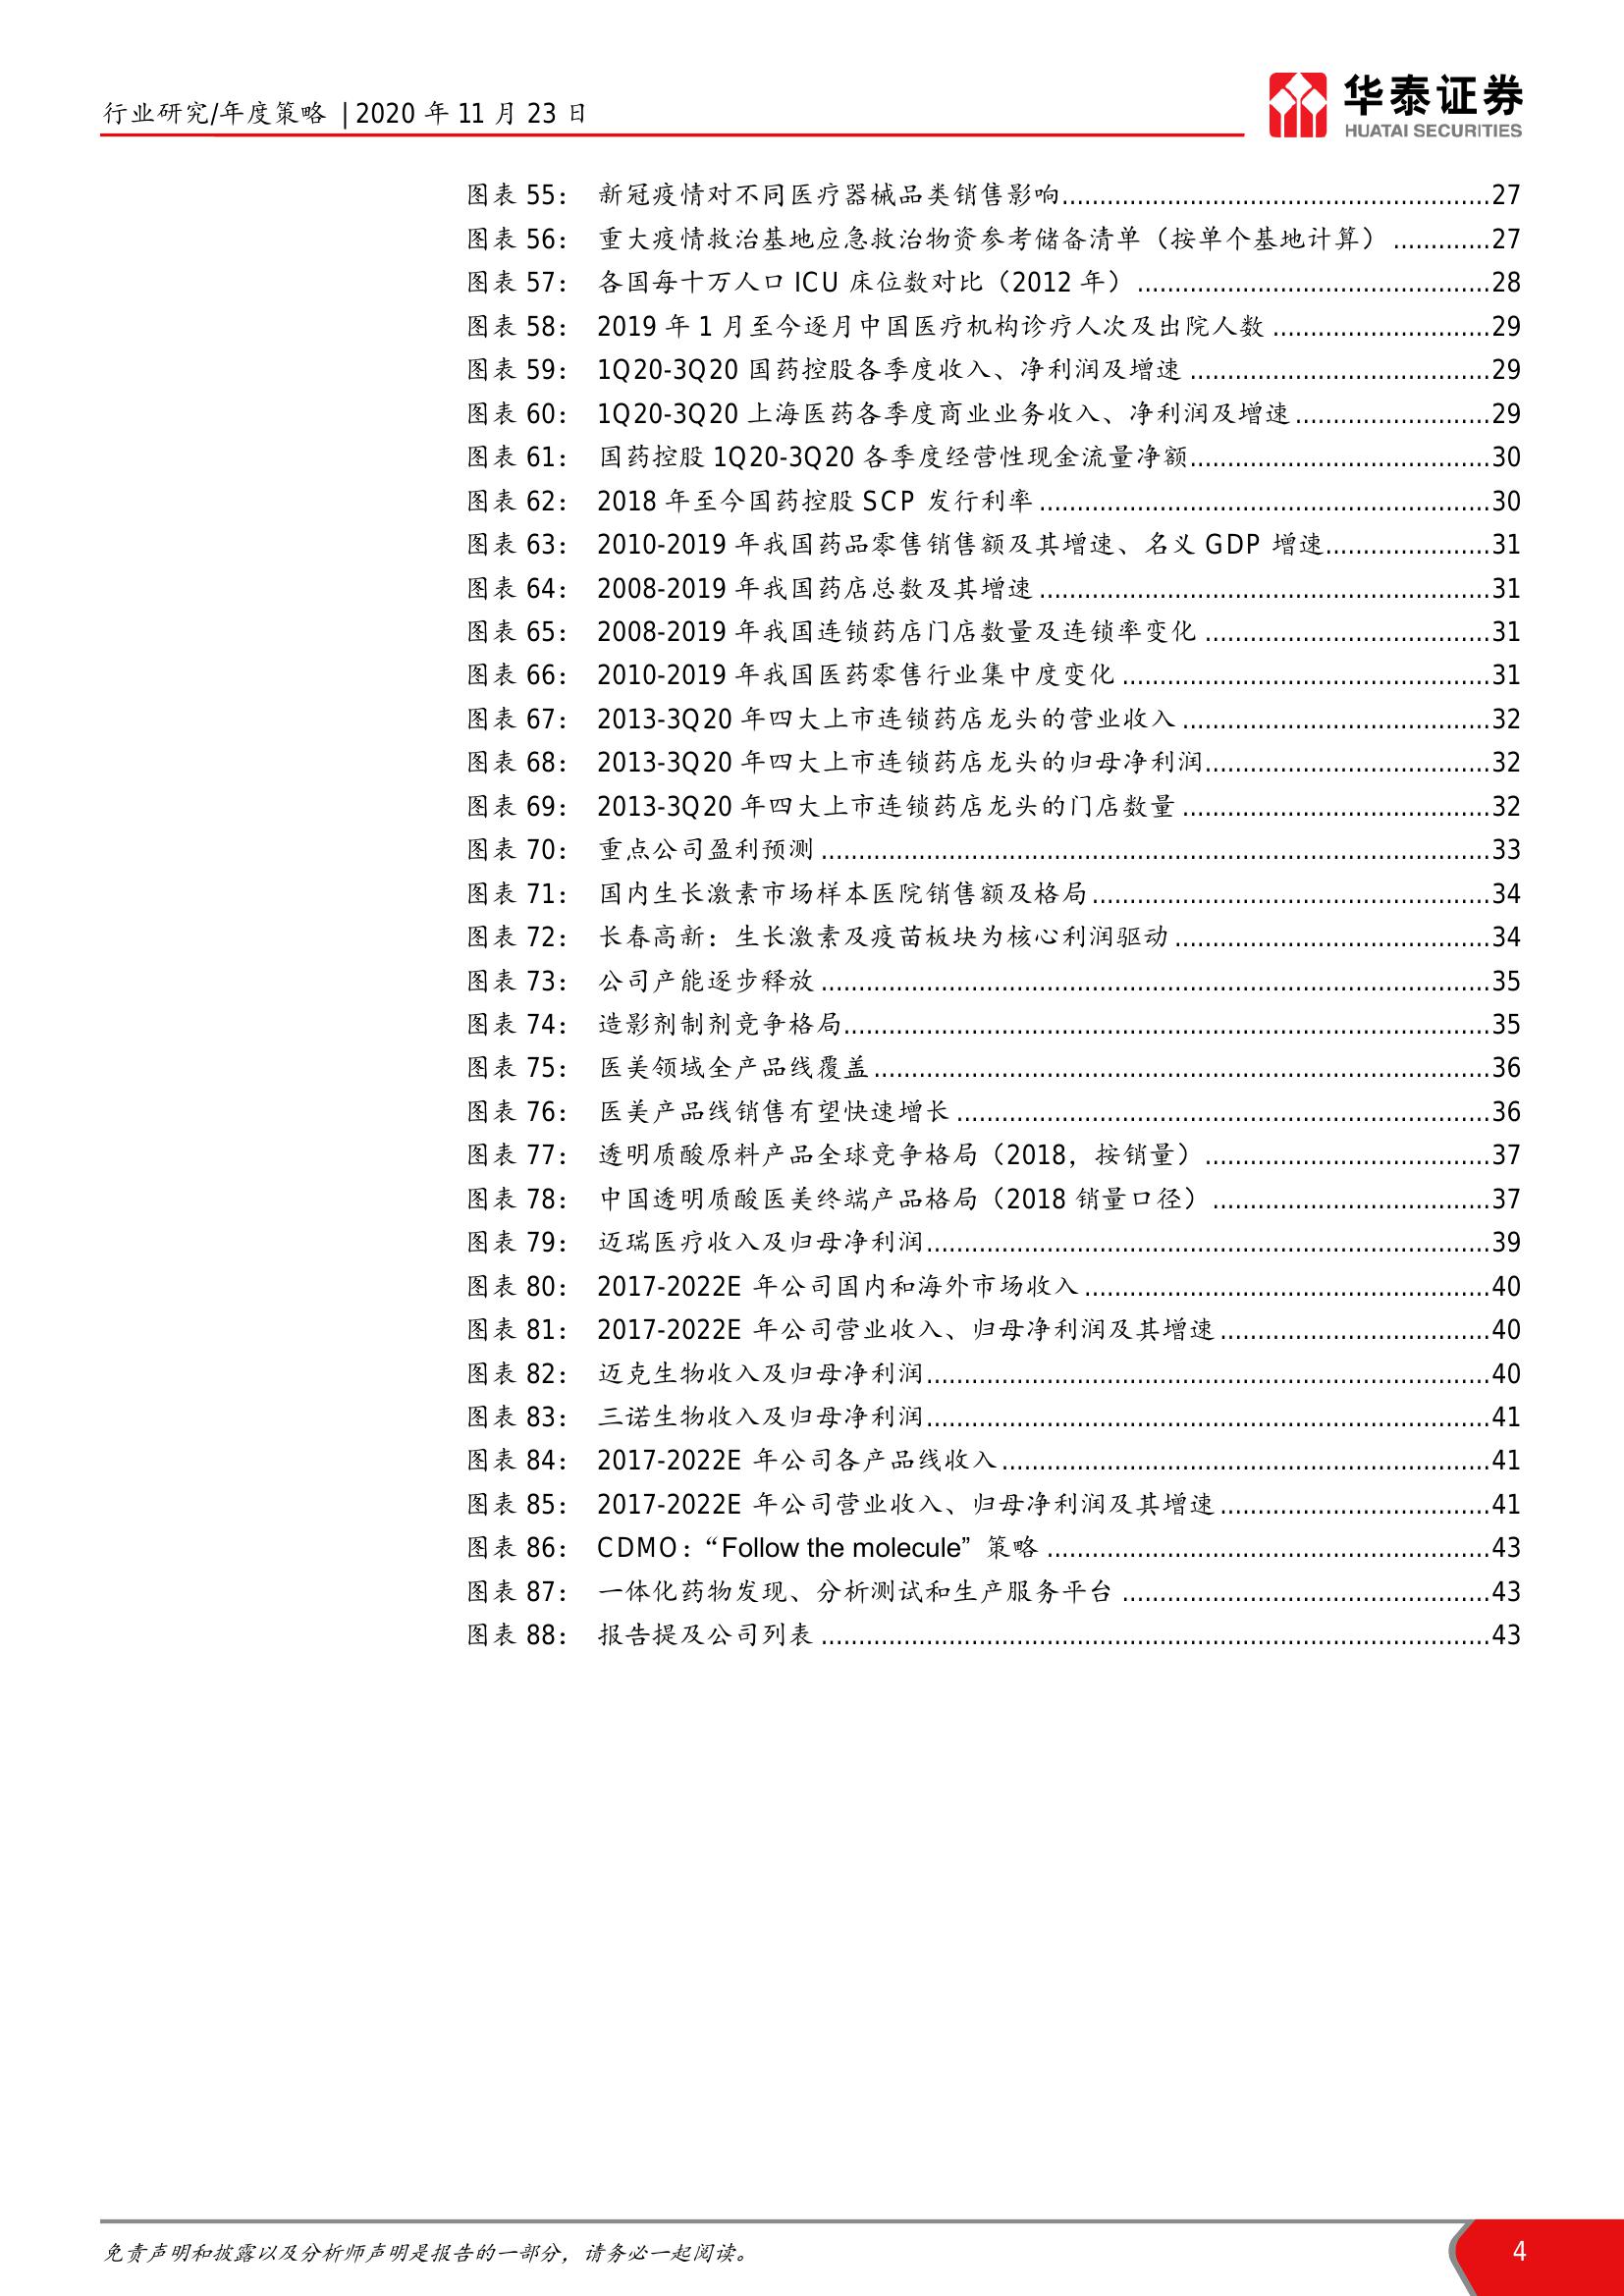 行业研究/年度策略 | 2020 年 11 月 23 日
华泰证券
HUATAI SECURITIES
图表 55： 新冠疫情对不同医疗器械品类销售影响..........27
图表 56： 重大疫情救治基地应急救治物资参考储备清单（按单个基地计算）..........27
图表 57： 各国每十万人口 ICU 床位数对比（2012 年）..........28
图表 58： 2019 年 1 月至今逐月中国医疗机构诊疗人次及出院人数..........29
图表 59： 1Q20-3Q20 国药控股各季度收入、净利润及增速..........29
图表 60： 1Q20-3Q20 上海医药各季度商业业务收入、净利润及增速..........29
图表 61： 国药控股 1Q20-3Q20 各季度经营性现金流量净额..........30
图表 62： 2018 年至今国药控股 SCP 发行利率..........30
图表 63： 2010-2019 年我国药品零售销售额及其增速、名义 GDP 增速..........31
图表 64： 2008-2019 年我国药店总数及其增速..........31
图表 65： 2008-2019 年我国连锁药店门店数量及连锁率变化..........31
图表 66： 2010-2019 年我国医药零售行业集中度变化..........31
图表 67： 2013-3Q20 年四大上市连锁药店龙头的营业收入..........32
图表 68： 2013-3Q20 年四大上市连锁药店龙头的归母净利润..........32
图表 69： 2013-3Q20 年四大上市连锁药店龙头的门店数量..........32
图表 70： 重点公司盈利预测..........33
图表 71： 国内生长激素市场样本医院销售额及格局..........34
图表 72： 长春高新：生长激素及疫苗板块为核心利润驱动..........34
图表 73： 公司产能逐步释放..........35
图表 74： 造影剂制剂竞争格局..........35
图表 75： 医美领域全产品线覆盖..........36
图表 76： 医美产品线销售有望快速增长..........36
图表 77： 透明质酸原料产品全球竞争格局（2018，按销量）..........37
图表 78： 中国透明质酸医美终端产品格局（2018 销量口径）..........37
图表 79： 迈瑞医疗收入及归母净利润..........39
图表 80： 2017-2022E 年公司国内和海外市场收入..........40
图表 81： 2017-2022E 年公司营业收入、归母净利润及其增速..........40
图表 82： 迈克生物收入及归母净利润..........40
图表 83： 三诺生物收入及归母净利润..........41
图表 84： 2017-2022E 年公司各产品线收入..........41
图表 85： 2017-2022E 年公司营业收入、归母净利润及其增速..........41
图表 86： CDMO：“Follow the molecule” 策略..........43
图表 87： 一体化药物发现、分析测试和生产服务平台..........43
图表 88： 报告提及公司列表..........43
免责声明和披露以及分析师声明是报告的一部分，请务必一起阅读。
4